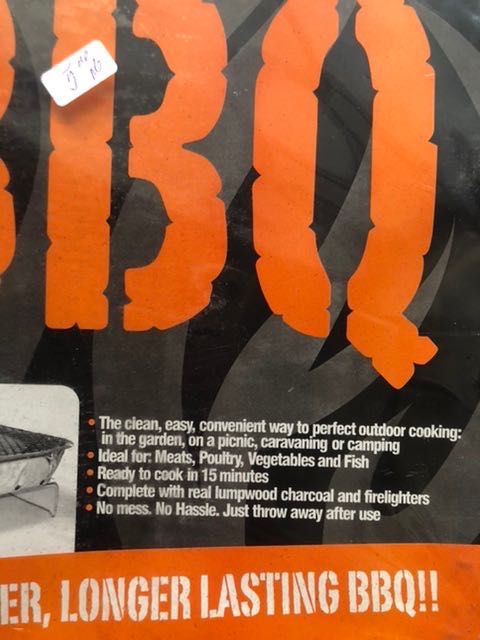 BBQ
• The clean, easy, convenient way to perfect outdoor cooking:
in the garden, on a picnic, caravaning or camping
• Ideal for: Meats, Poultry, Vegetables and Fish
• Ready to cook in 15 minutes
• Complete with real lumpwood charcoal and firelighters
• No mess. No Hassle. Just throw away after use
ER, LONGER LASTING BBQ!!